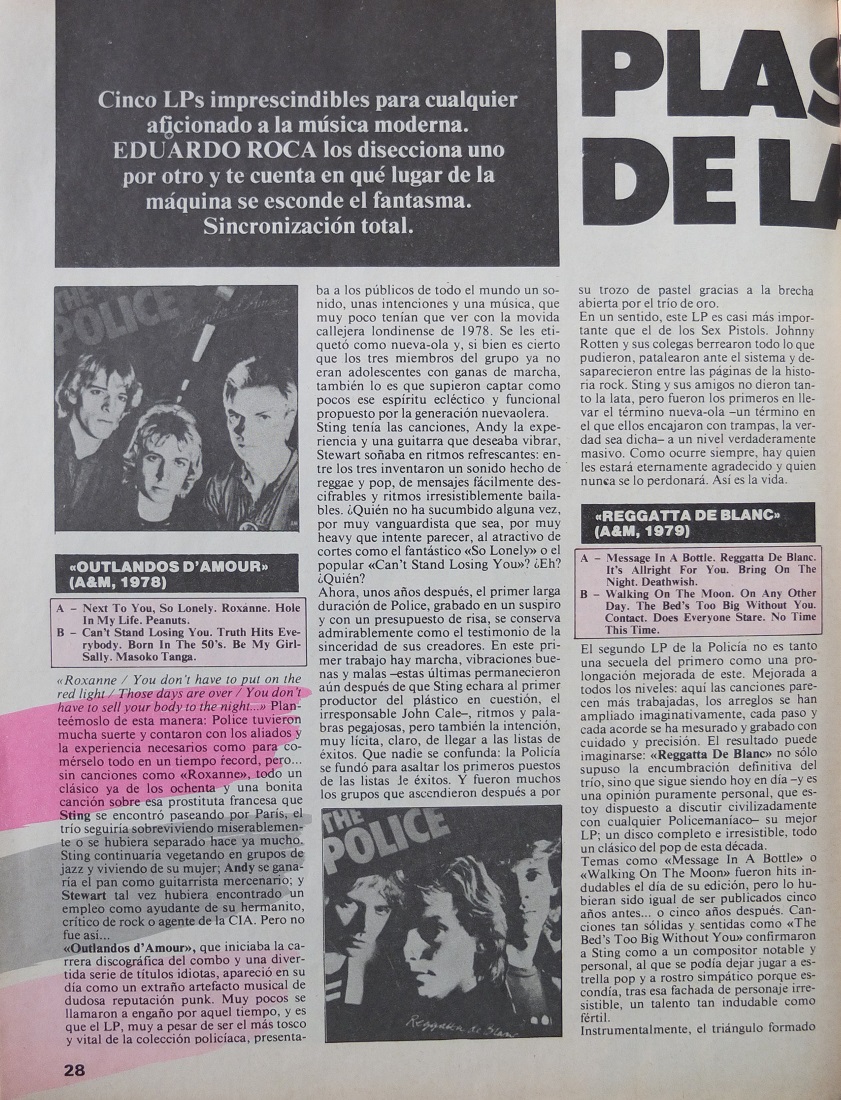 Cinco LPs imprescindibles para cualquier
aficionado a la música moderna.
EDUARDO ROCA los disecciona uno
por otro y te cuenta en qué lugar de la
máquina se esconde el fantasma.
Sincronización total.
PLAS
DE LA
THE
POLICE
«OUTLANDOS D'AMOUR»
(A&M, 1978)
A – Next To You, So Lonely. Roxanne. Hole
In My Life. Peanuts.
B – Can't Stand Losing You. Truth Hits Eve-
rybody. Born In The 50's. Be My Girl-
Sally. Masoko Tanga.
«Roxanne / You don't have to put on the
red light / Those days are over / You don't
have to sell your body to the night...» Plan-
teémoslo de esta manera: Police tuvieron
mucha suerte y contaron con los aliados y
la experiencia necesarios como para co-
mérselo todo en un tiempo record, pero...
sin canciones como «Roxanne», todo un
clásico ya de los ochenta y una bonita
canción sobre esa prostituta francesa que
Sting se encontró paseando por París, el
trío seguiría sobreviviendo miserablemen-
te o se hubiera separado hace ya mucho.
Sting continuaría vegetando en grupos de
jazz y viviendo de su mujer; Andy se gana-
ría el pan como guitarrista mercenario; y
Stewart tal vez hubiera encontrado un
empleo como ayudante de su hermanito,
crítico de rock o agente de la CIA. Pero no
fue así...
«Outlandos d'Amour», que iniciaba la ca-
rrera discográfica del combo y una diver-
tida serie de títulos idiotas, apareció en su
día como un extraño artefacto musical de
dudosa reputación punk. Muy pocos se
llamaron a engaño por aquel tiempo, y es
que el LP, muy a pesar de ser el más tosco
y vital de la colección policíaca, presenta-
28
ba a los públicos de todo el mundo un so-
nido, unas intenciones y una música, que
muy poco tenían que ver con la movida
callejera londinense de 1978. Se les eti-
quetó como nueva-ola y, si bien es cierto
que los tres miembros del grupo ya no
eran adolescentes con ganas de marcha,
también lo es que supieron captar como
pocos ese espíritu ecléctico y funcional
propuesto por la generación nuevaolera.
Sting tenía las canciones, Andy la expe-
riencia y una guitarra que deseaba vibrar,
Stewart soñaba en ritmos refrescantes: en-
tre los tres inventaron un sonido hecho de
reggae y pop, de mensajes fácilmente des-
cifrables y ritmos irresistiblemente baila-
bles. ¿Quién no ha sucumbido alguna vez,
por muy vanguardista que sea, por muy
heavy que intente parecer, al atractivo de
cortes como el fantástico «So Lonely» o el
popular «Can't Stand Losing You»? ¿Eh?
¿Quién?
Ahora, unos años después, el primer larga
duración de Police, grabado en un suspiro
y con un presupuesto de risa, se conserva
admirablemente como el testimonio de la
sinceridad de sus creadores. En este pri-
mer trabajo hay marcha, vibraciones bue-
nas y malas –estas últimas permanecieron
aún después de que Sting echara al primer
productor del plástico en cuestión, el
irresponsable John Cale–, ritmos y pala-
bras pegajosas, pero también la intención,
muy lícita, claro, de llegar a las listas de
éxitos. Que nadie se confunda: la Policía
se fundó para asaltar los primeros puestos
de las listas Je éxitos. Y fueron muchos
los grupos que ascendieron después a por
THE
POLICE
Reggatta de Blanc
su trozo de pastel gracias a la brecha
abierta por el trío de oro.
En un sentido, este LP es casi más impor-
tante que el de los Sex Pistols. Johnny
Rotten y sus colegas berrearon todo lo que
pudieron, patalearon ante el sistema y de-
saparecieron entre las páginas de la histo-
ria rock. Sting y sus amigos no dieron tan-
to la lata, pero fueron los primeros en lle-
var el término nueva-ola –un término en
el que ellos encajaron con trampas, la ver-
dad sea dicha– a un nivel verdaderamente
masivo. Como ocurre siempre, hay quien
les estará eternamente agradecido y quien
nunca se lo perdonará. Así es la vida.
«REGGATTA DE BLANC»
(A&M, 1979)
A – Message In A Bottle. Reggatta De Blanc.
It's Allright For You. Bring On The
Night. Deathwish.
B – Walking On The Moon. On Any Other
Day. The Bed's Too Big Without You.
Contact. Does Everyone Stare. No Time
This Time.
El segundo LP de la Policía no es tanto
una secuela del primero como una pro-
longación mejorada de este. Mejorada a
todos los niveles: aquí las canciones pare-
cen más trabajadas, los arreglos se han
ampliado imaginativamente, cada paso y
cada acorde se ha mesurado y grabado con
cuidado y precisión. El resultado puede
imaginarse: «Reggatta De Blanc» no sólo
supuso la encumbración definitiva del
trío, sino que sigue siendo hoy en día –y es
una opinión puramente personal, que es-
toy dispuesto a discutir civilizadamente
con cualquier Policemaníaco– su mejor
LP; un disco completo e irresistible, todo
un clásico del pop de esta década.
Temas como «Message In A Bottle» o
«Walking On The Moon» fueron hits in-
dudables el día de su edición, pero lo hu-
bieran sido igual de ser publicados cinco
años antes... o cinco años después. Can-
ciones tan sólidas y sentidas como «The
Bed's Too Big Without You» confirmaron
a Sting como a un compositor notable y
personal, al que se podía dejar jugar a es-
trella pop y a rostro simpático porque es-
condía, tras esa fachada de personaje irre-
sistible, un talento tan indudable como
fértil.
Instrumentalmente, el triángulo formado